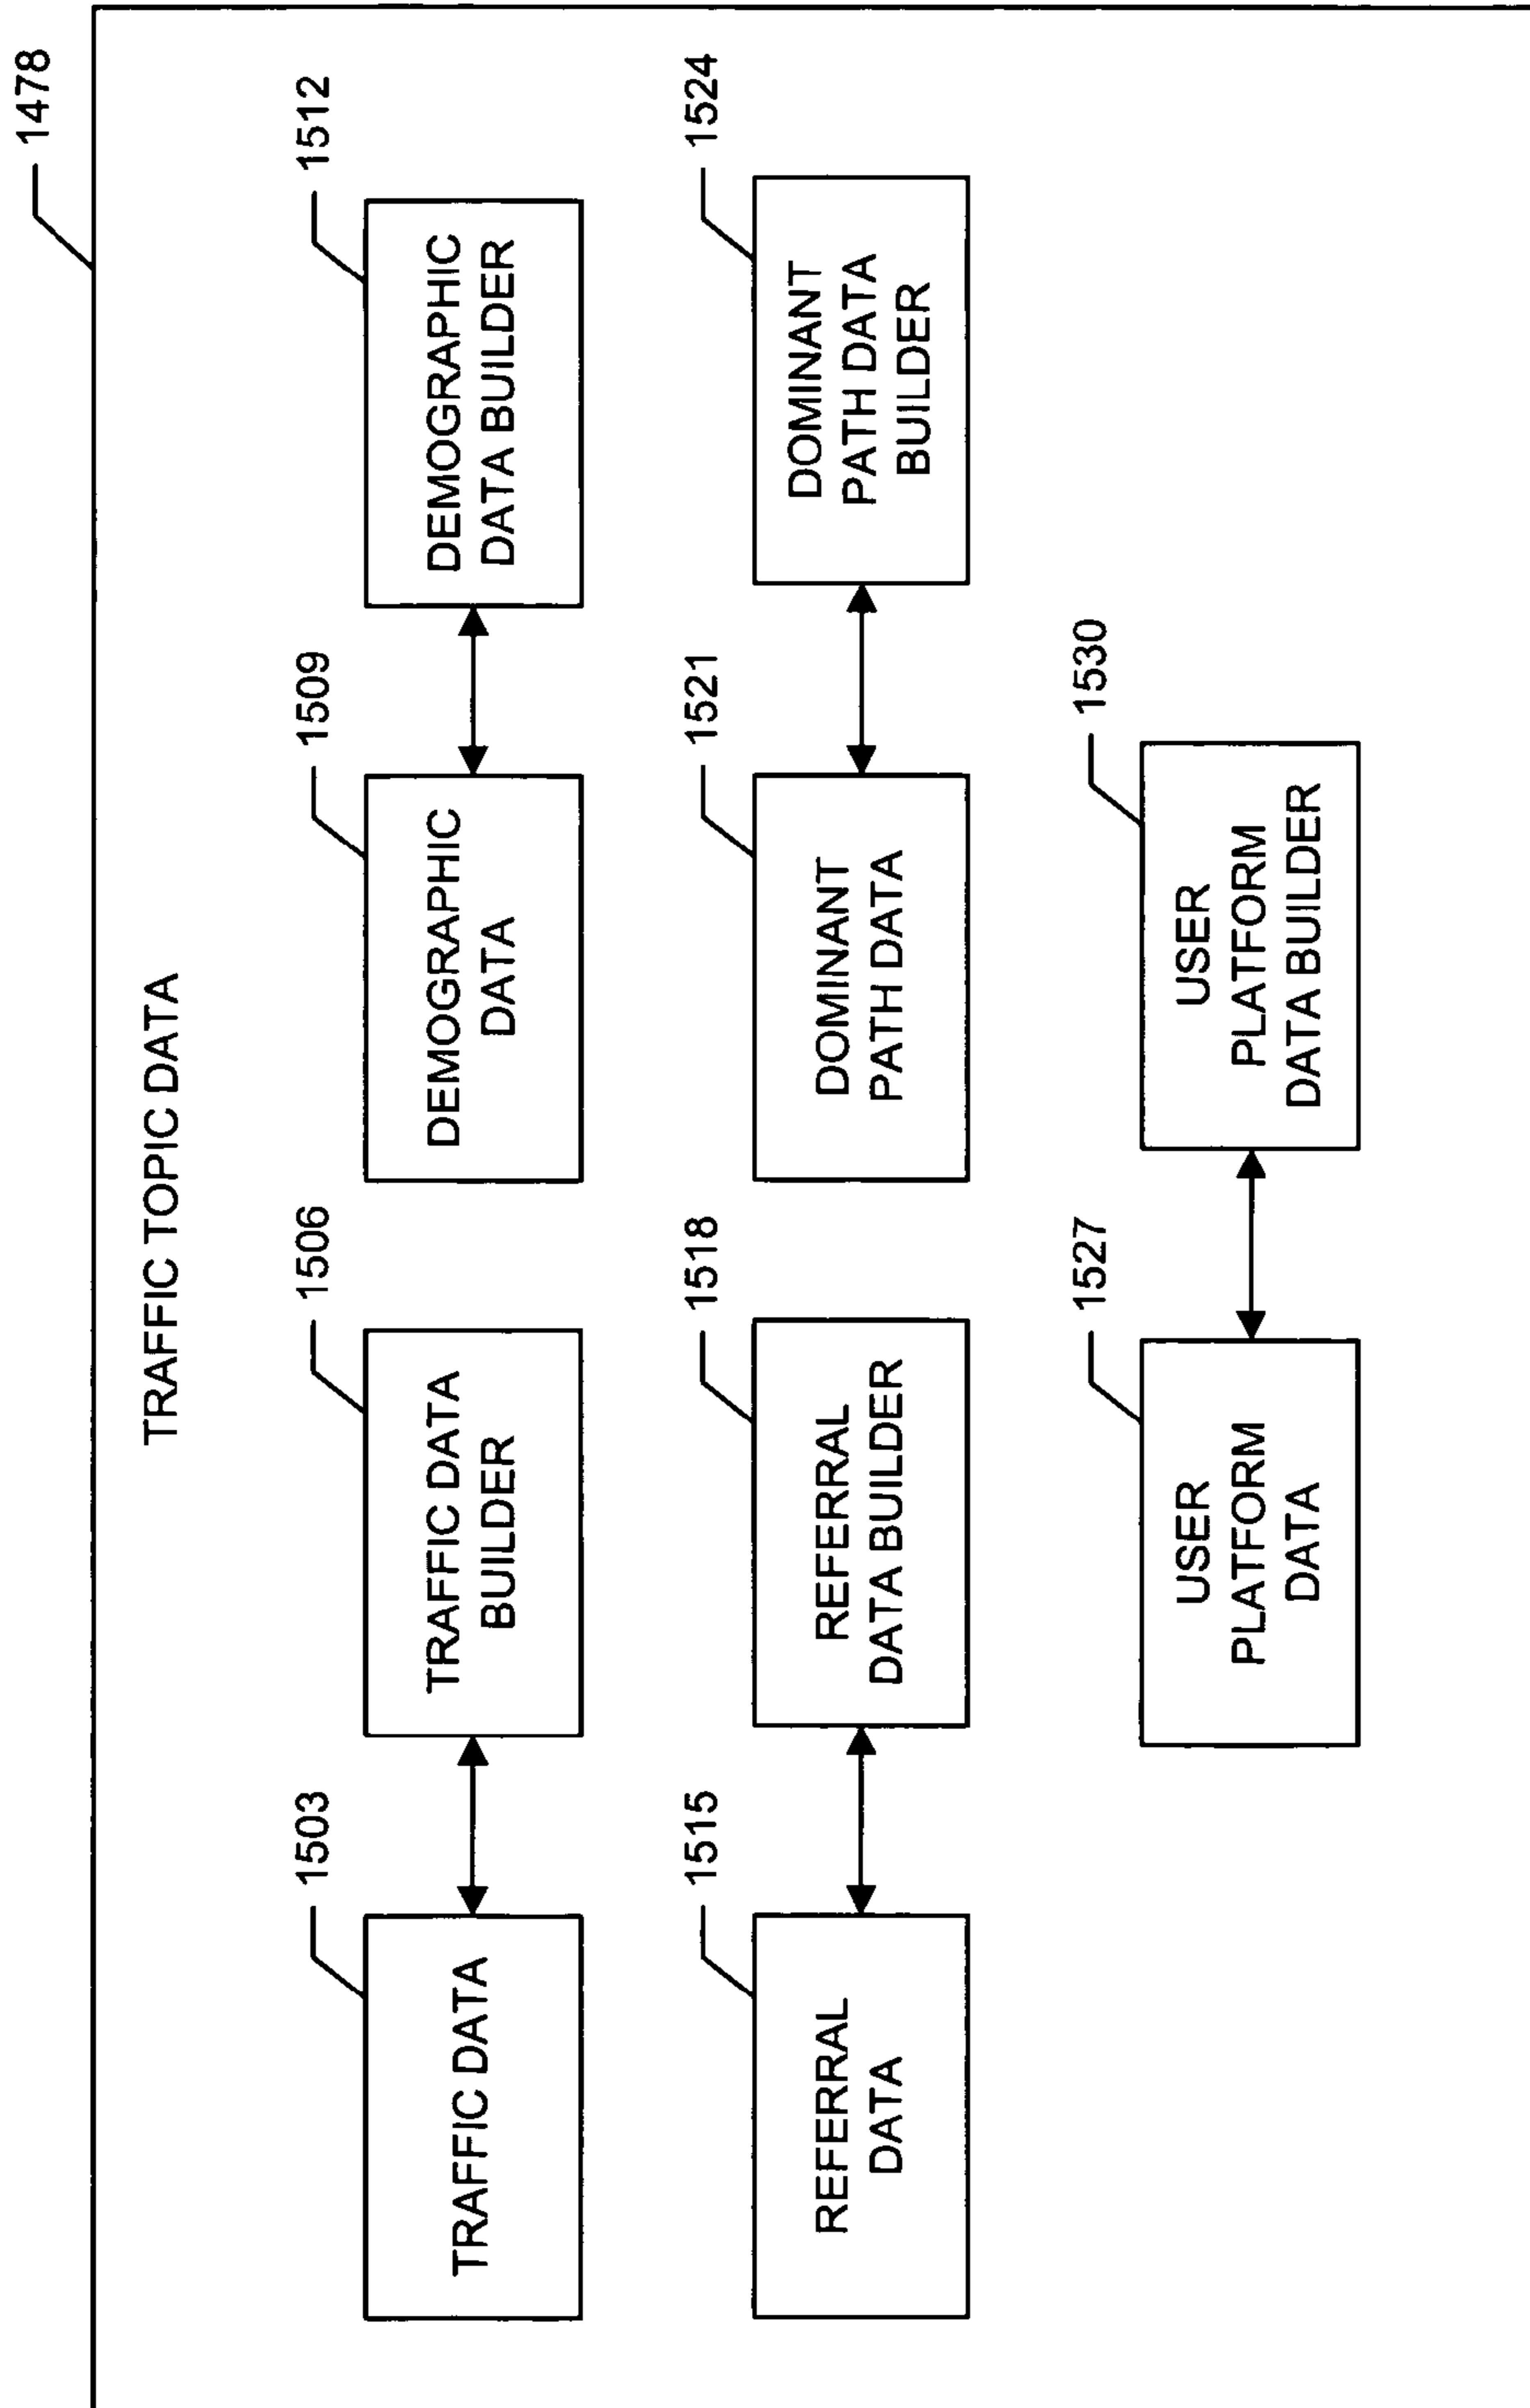 1478
TRAFFIC TOPIC DATA
1503
TRAFFIC DATA
1506
TRAFFIC DATA
BUILDER
1509
DEMOGRAPHIC
DATA
1512
DEMOGRAPHIC
DATA BUILDER
1515
REFERRAL
DATA
1518
REFERRAL
DATA BUILDER
1521
DOMINANT
PATH DATA
1524
DOMINANT
PATH DATA
BUILDER
1527
USER
PLATFORM
DATA
1530
USER
PLATFORM
DATA BUILDER